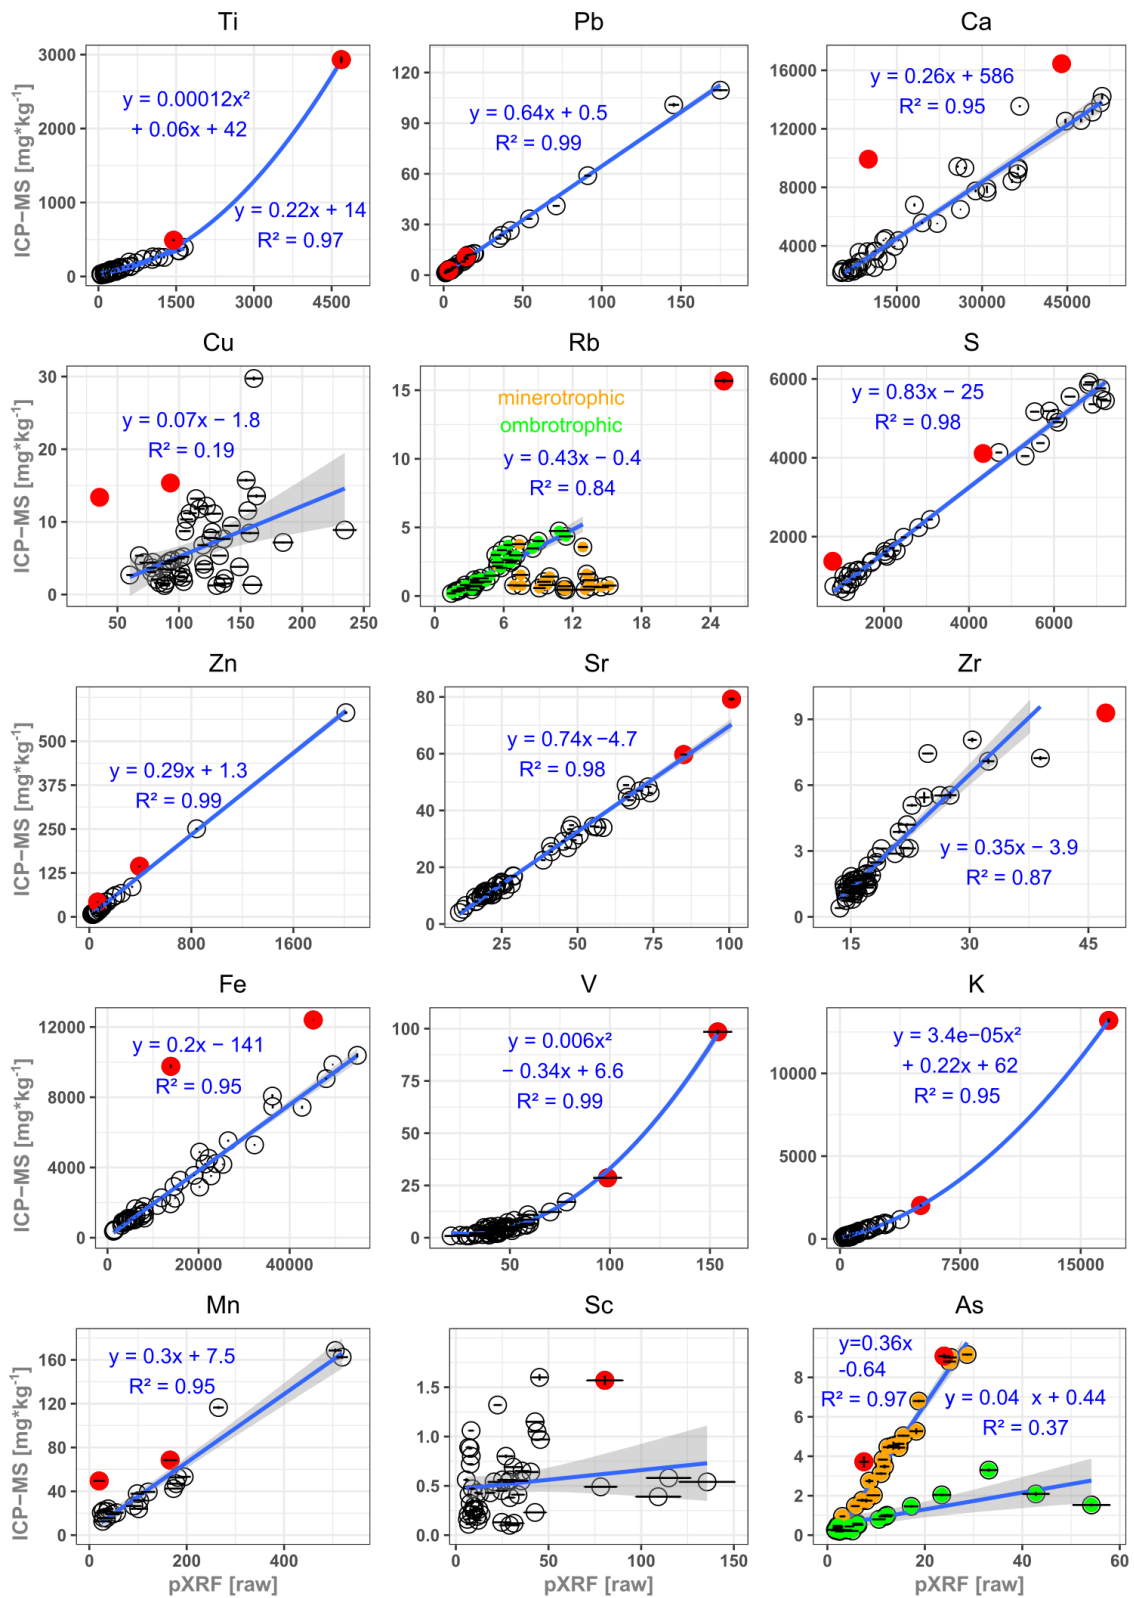 Ti
Pb
Ca
ICP−MS [mg*kg⁻¹]
3000
2000
1000
0
y = 0.00012x²
+ 0.06x + 42
y = 0.22x + 14
R² = 0.97
0 1500 3000 4500
120
90
60
30
0
y = 0.64x + 0.5
R² = 0.99
0 50 100 150
16000
12000
8000
4000
y = 0.26x + 586
R² = 0.95
15000 30000 45000
Cu
Rb
S
ICP−MS [mg*kg⁻¹]
30
20
10
0
y = 0.07x − 1.8
R² = 0.19
50 100 150 200 250
15
10
5
0
minerotrophic
ombrotrophic
y = 0.43x − 0.4
R² = 0.84
0 6 12 18 24
6000
4000
2000
y = 0.83x − 25
R² = 0.98
2000 4000 6000
Zn
Sr
Zr
ICP−MS [mg*kg⁻¹]
500
375
250
125
0
y = 0.29x + 1.3
R² = 0.99
0 800 1600
80
60
40
20
0
y = 0.74x −4.7
R² = 0.98
25 50 75 100
9
6
3
0
y = 0.35x − 3.9
R² = 0.87
15 30 45
Fe
V
K
ICP−MS [mg*kg⁻¹]
12000
8000
4000
0
y = 0.2x − 141
R² = 0.95
0 20000 40000
100
75
50
25
0
y = 0.006x²
− 0.34x + 6.6
R² = 0.99
50 100 150
10000
5000
0
y = 3.4e−05x²
+ 0.22x + 62
R² = 0.95
0 7500 15000
Mn
Sc
As
ICP−MS [mg*kg⁻¹]
160
120
80
40
0
y = 0.3x + 7.5
R² = 0.95
0 200 400
pXRF [raw]
1.5
1.0
0.5
0.0
0 50 100 150
pXRF [raw]
8
6
4
2
0
y=0.36x
-0.64
R² = 0.97
y = 0.04 x + 0.44
R² = 0.37
0 20 40 60
pXRF [raw]